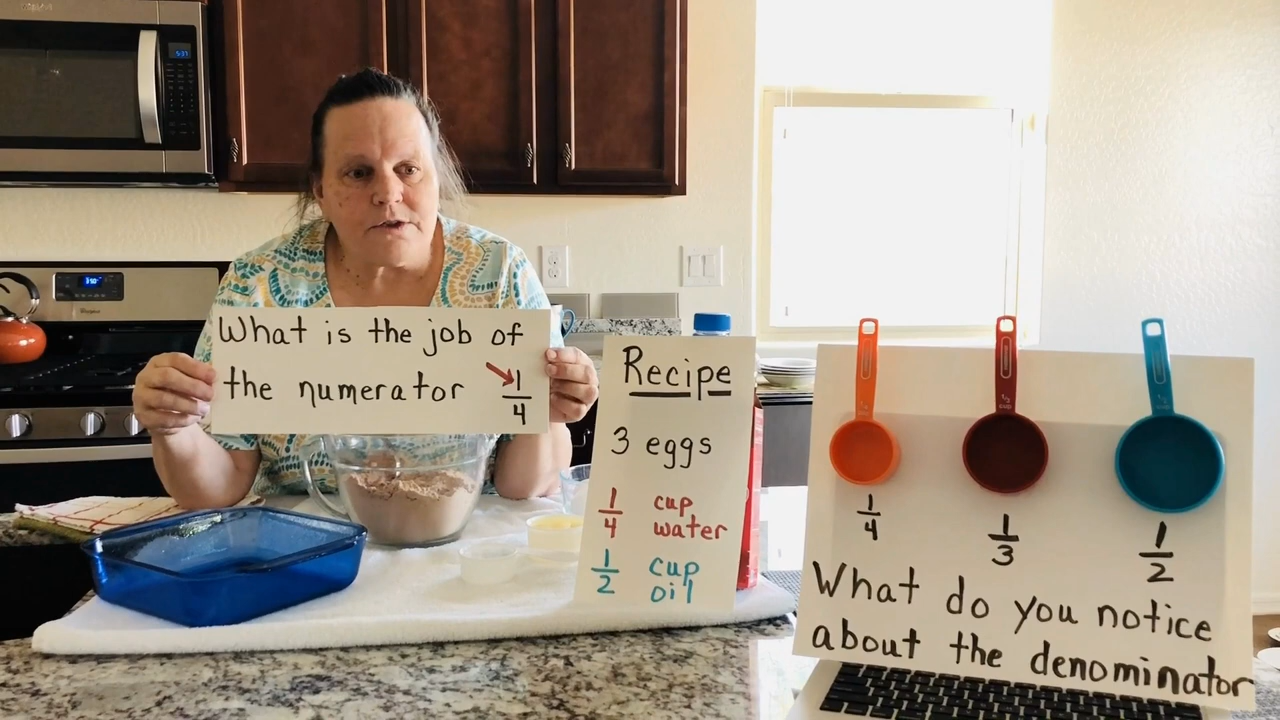 What is the job of
the numerator 1/4
Recipe
3 eggs
1/4 cup water
1/2 cup oil
1/4
1/3
1/2
What do you notice
about the denominator